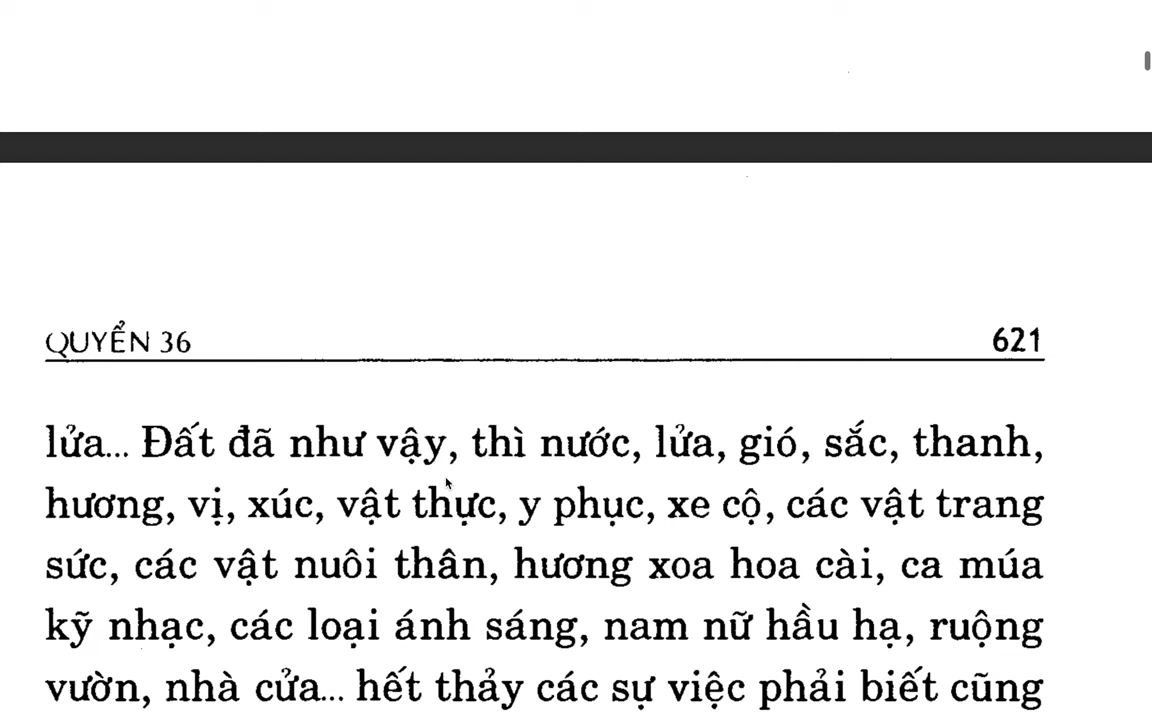 QUYỂN 36 621
lửa... Đất đã như vậy, thì nước, lửa, gió, sắc, thanh,
hương, vị, xúc, vật thực, y phục, xe cộ, các vật trang
sức, các vật nuôi thân, hương xoa hoa cài, ca múa
kỹ nhạc, các loại ánh sáng, nam nữ hầu hạ, ruộng
vườn, nhà cửa... hết thảy các sự việc phải biết cũng